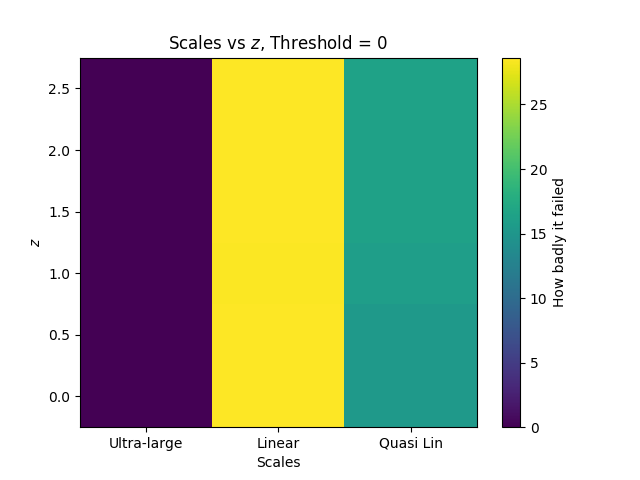 Scales vs z, Threshold = 0
2.5
2.0
1.5
1.0
0.5
0.0
z
Ultra-large Linear Quasi Lin
Scales
25
20
15
10
5
0
How badly it failed